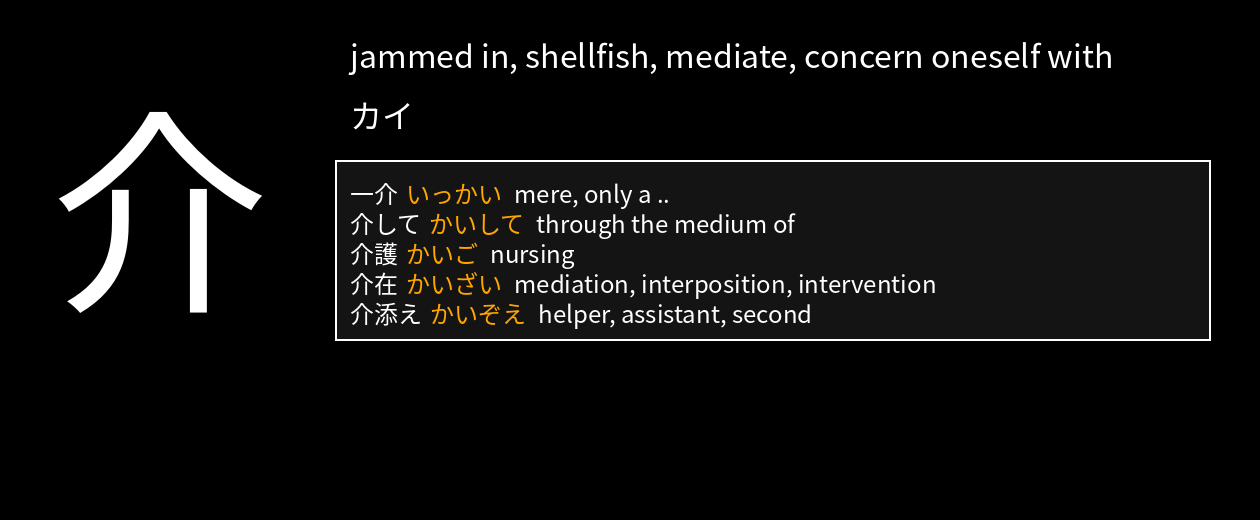 介
jammed in, shellfish, mediate, concern oneself with
カイ
一介 いっかい mere, only a ..
介して かいして through the medium of
介護 かいご nursing
介在 かいざい mediation, interposition, intervention
介添え かいぞえ helper, assistant, second